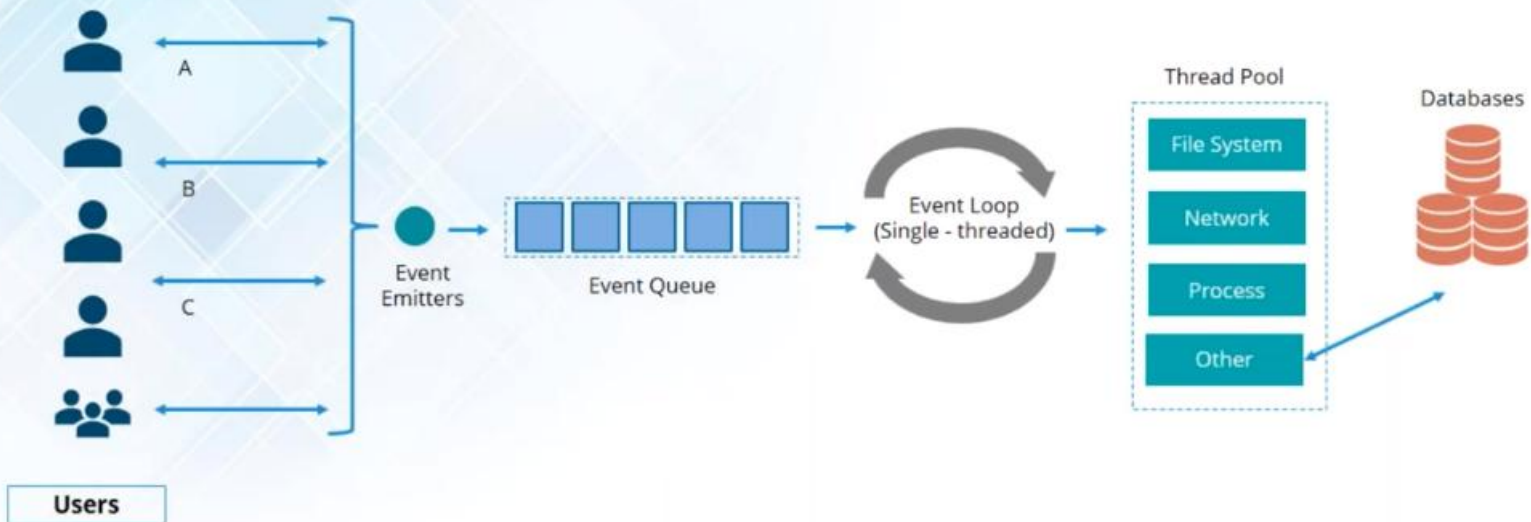 A
B
C
Users
Event
Emitters
Event Queue
Event Loop
(Single - threaded)
Thread Pool
File System
Network
Process
Other
Databases